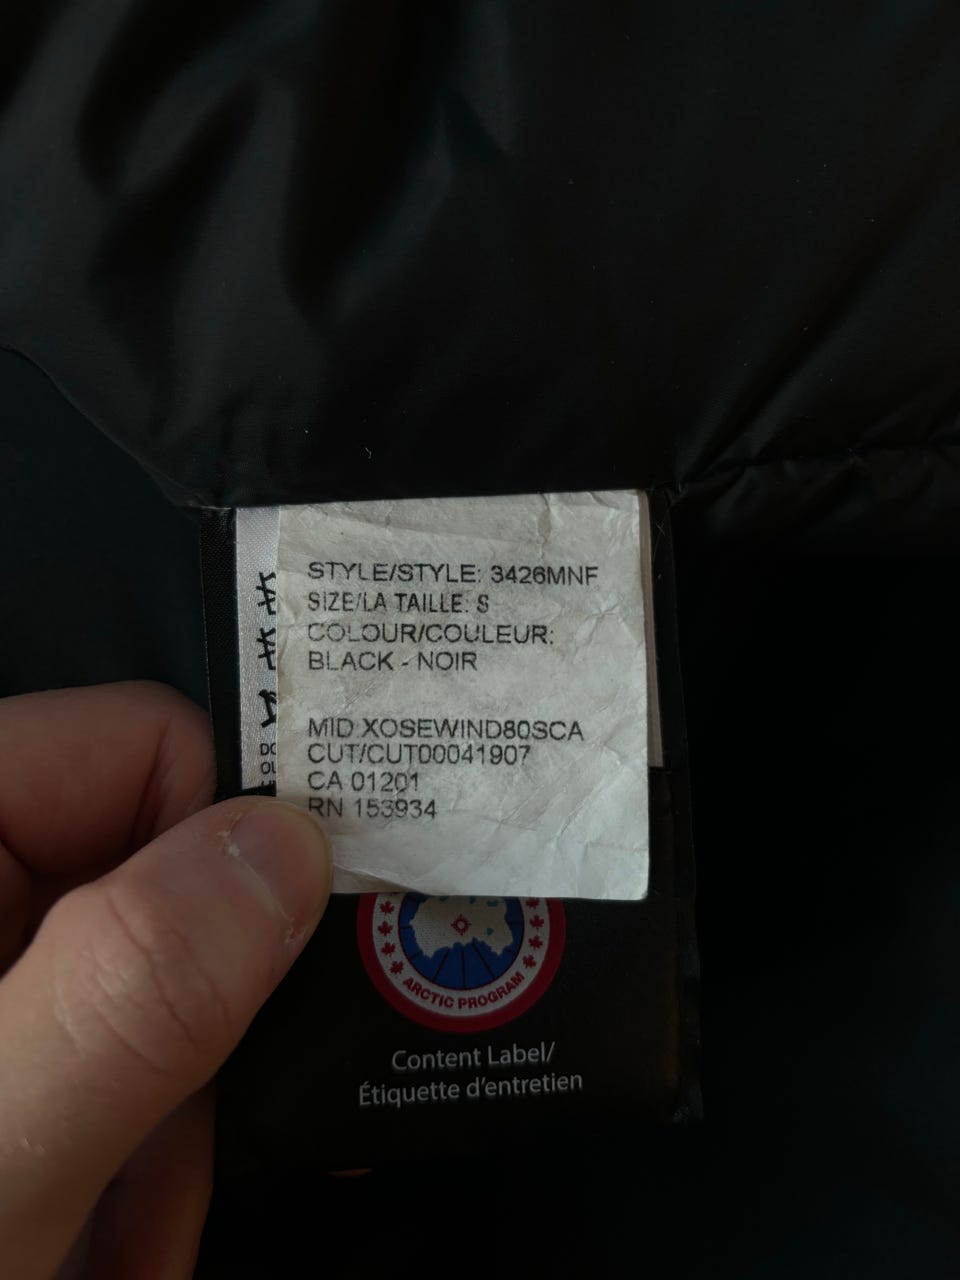 STYLE/STYLE: 3426MNF
SIZE/LA TAILLE: S
COLOUR/COULEUR:
BLACK - NOIR
MID XOSEWIND80SCA
CUT/CUT00041907
CA 01201
RN 153934
ARCTIC PROGRAM
Content Label/
Étiquette d'entretien